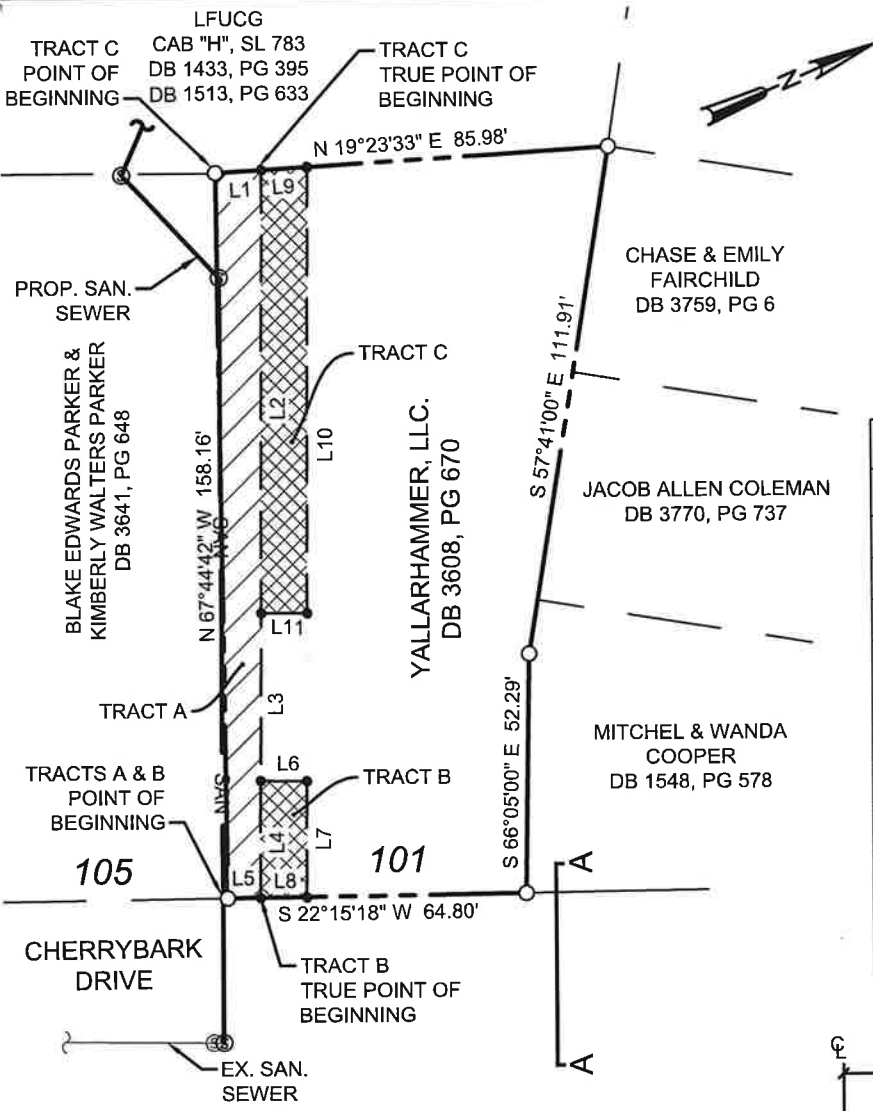 LFUCG
CAB "H", SL 783
DB 1433, PG 395
DB 1513, PG 633
TRACT C
POINT OF
BEGINNING
TRACT C
TRUE POINT OF
BEGINNING
N
N 19°23'33" E 85.98'
L1
L9
PROP. SAN.
SEWER
CHASE & EMILY
FAIRCHILD
DB 3759, PG 6
TRACT C
BLAKE EDWARDS PARKER &
KIMBERLY WALTERS PARKER
DB 3641, PG 648
N 67°44'42" W 158.16'
SAN
L2
L10
YALLARHAMMER, LLC.
DB 3608, PG 670
S 57°41'00" E 111.91'
JACOB ALLEN COLEMAN
DB 3770, PG 737
L11
TRACT A
L3
S 66°05'00" E 52.29'
MITCHEL & WANDA
COOPER
DB 1548, PG 578
TRACTS A & B
POINT OF
BEGINNING
SAN
L6
TRACT B
L4
L7
105
101
L5
L8
S 22°15'18" W 64.80'
A
CHERRYBARK
DRIVE
TRACT B
TRUE POINT OF
BEGINNING
A
S
S
S
S
EX. SAN.
SEWER
℄